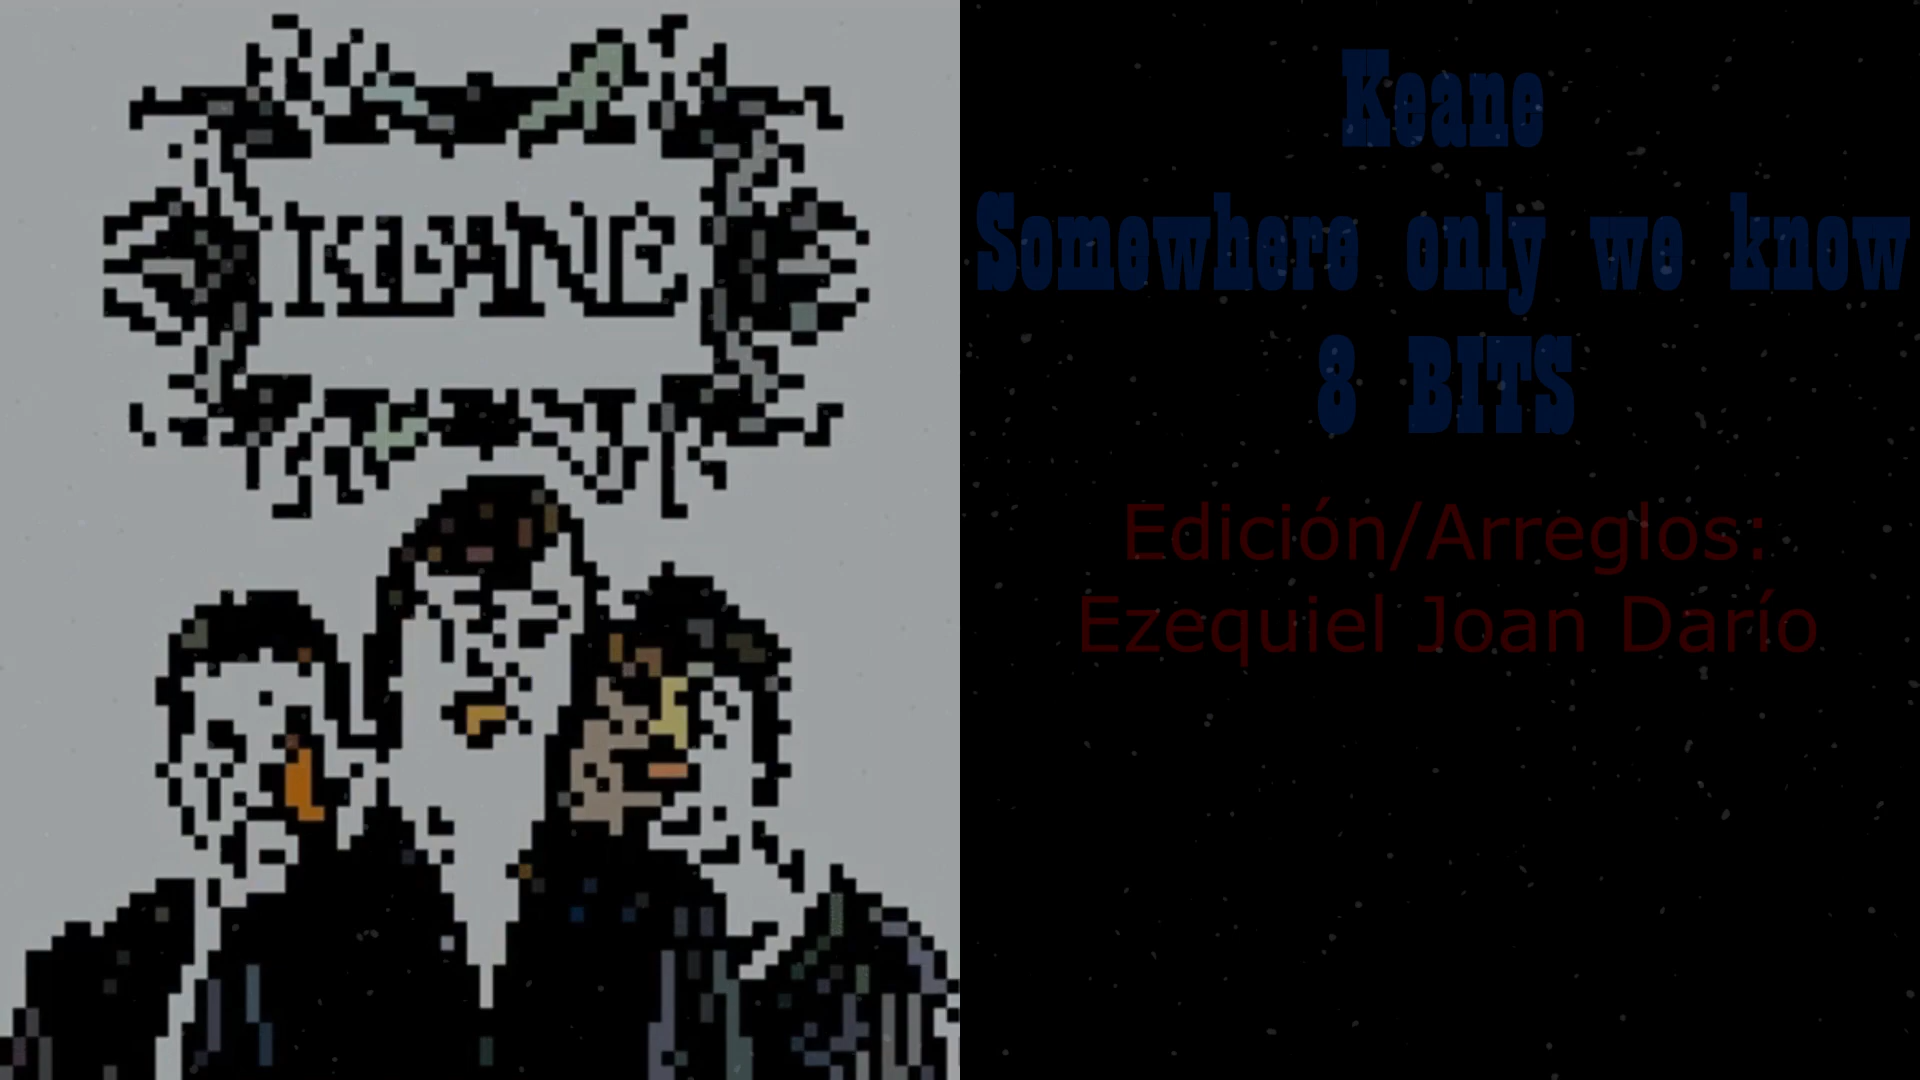 KEANE
Keane
Somewhere only we know
8 BITS
Edición/Arreglos:
Ezequiel Joan Darío